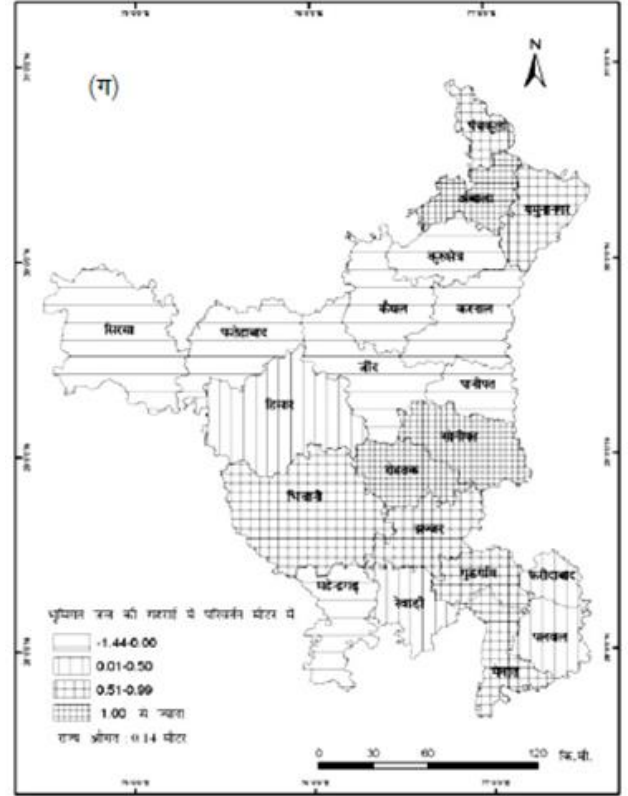 N
(ग)
पंचकुला
अंबाला
यमुनानगर
कुरुक्षेत्र
कैथल
करनाल
सिरसा
फतेहाबाद
जींद
पानीपत
हिसार
सोनीपत
रोहतक
भिवानी
झज्जर
गुड़गाँव
फरीदाबाद
महेन्द्रगढ़
रेवाड़ी
पलवल
मेवात
भूमिगत जल की गहराई में परिवर्तन मीटर में
-1.44-0.00
0.01-0.50
0.51-0.99
1.00 से ज्यादा
राज्य औसत : 0.14 मीटर
0 30 60 120 कि.मी.